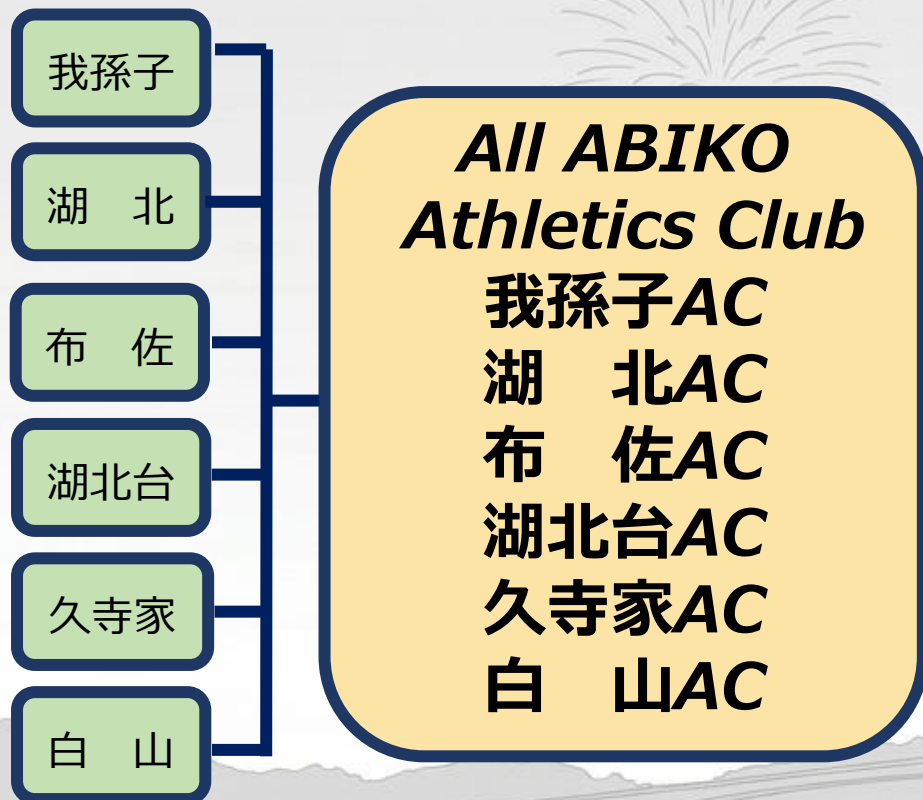 我孫子
湖　北
布　佐
湖北台
久寺家
白　山
All ABIKO
Athletics Club
我孫子AC
湖　北AC
布　佐AC
湖北台AC
久寺家AC
白　山AC